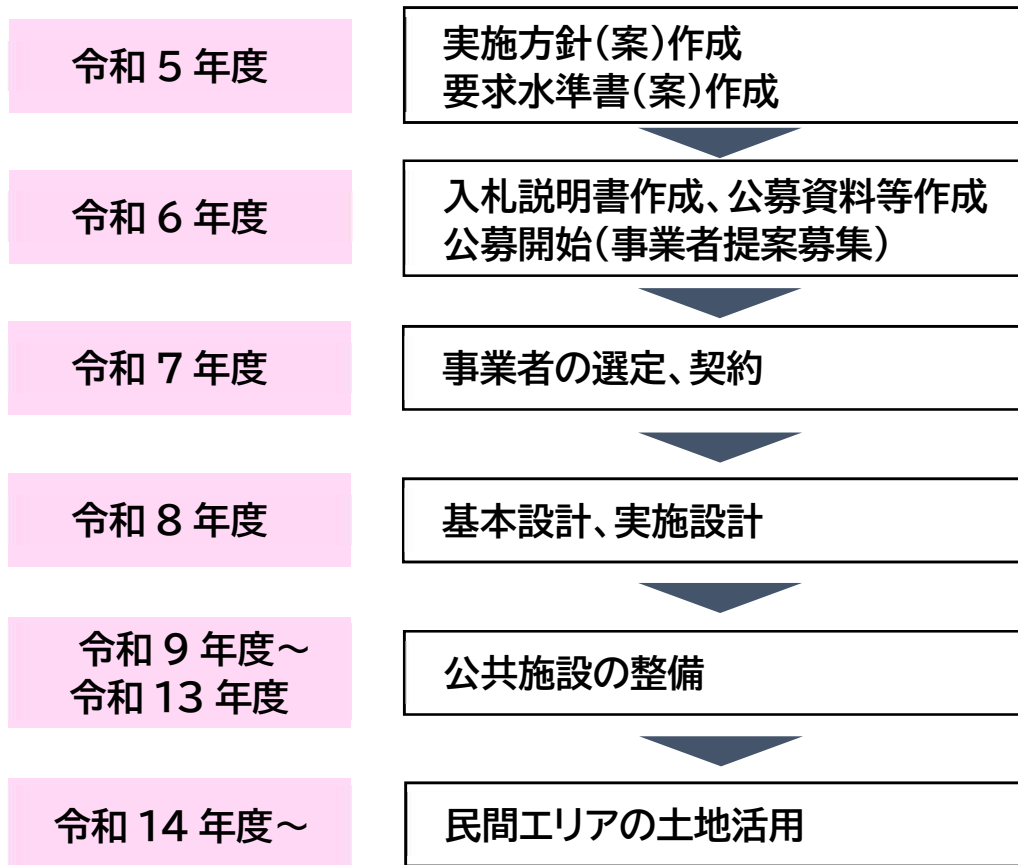 令和5年度
実施方針(案)作成
要求水準書(案)作成
令和6年度
入札説明書作成、公募資料等作成
公募開始(事業者提案募集)
令和7年度
事業者の選定、契約
令和8年度
基本設計、実施設計
令和9年度～
令和13年度
公共施設の整備
令和14年度～
民間エリアの土地活用